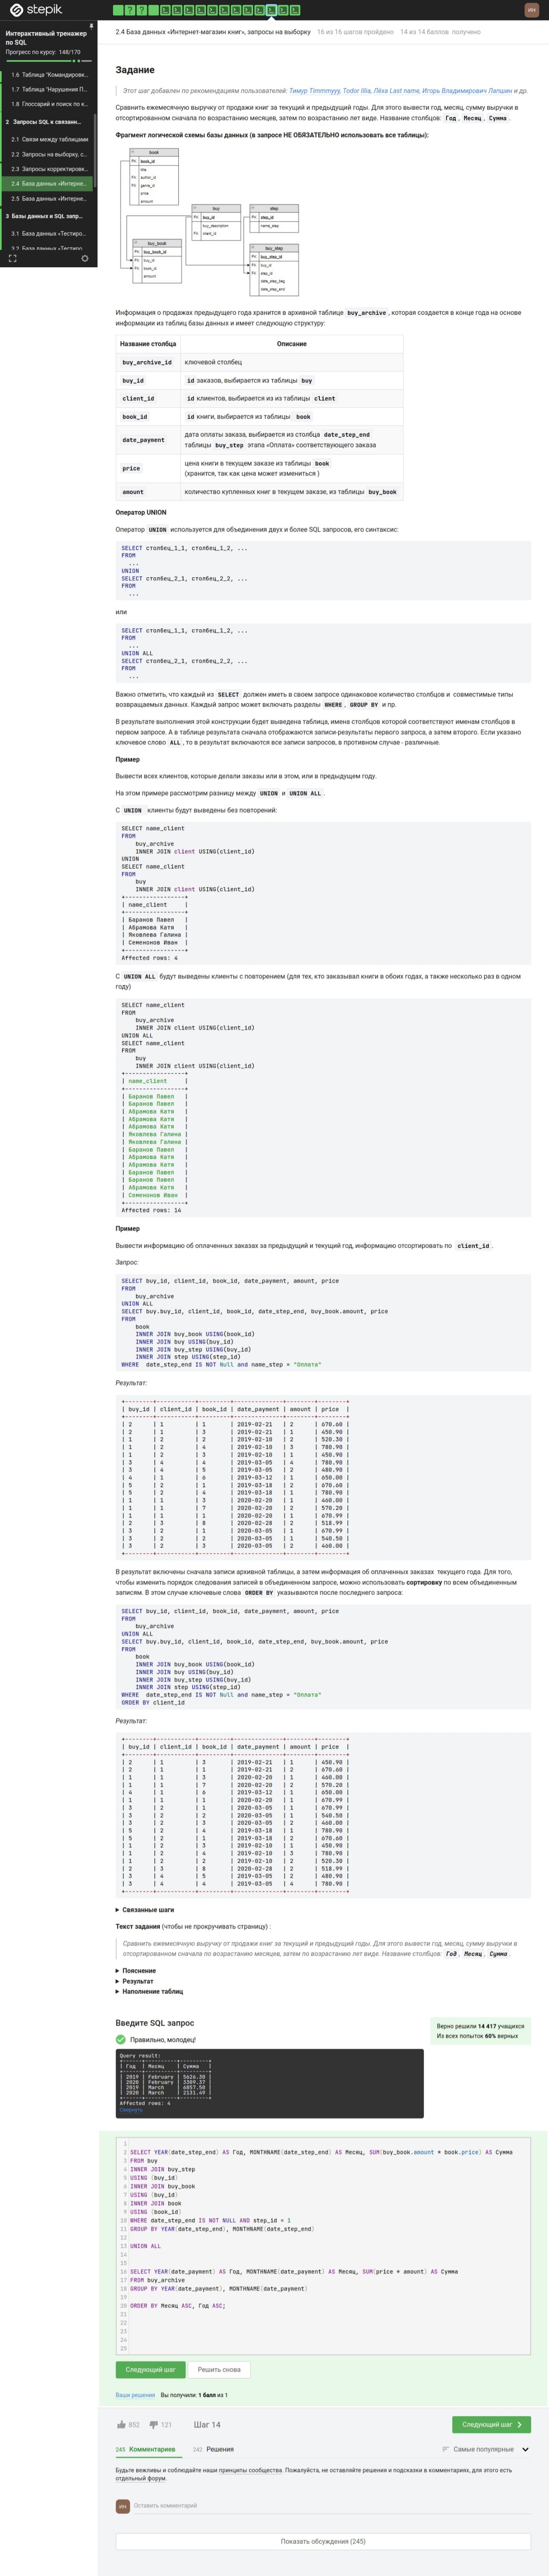 stepik
ИН
Интерактивный тренажер по SQL
Прогресс по курсу: 148/170
1.6 Таблица "Командировк...
1.7 Таблица "Нарушения П...
1.8 Глоссарий и поиск по к...
2 Запросы SQL к связанн...
2.1 Связи между таблицами
2.2 Запросы на выборку, с...
2.3 Запросы корректировк...
2.4 База данных «Интерне...
2.5 База данных «Интерне...
3 Базы данных и SQL запр...
3.1 База данных «Тестиро...
3.2 База данных «Тестиро...
2.4 База данных «Интернет-магазин книг», запросы на выборку 16 из 16 шагов пройдено 14 из 14 баллов получено
Задание
Этот шаг добавлен по рекомендациям пользователей: Тимур Timmmyyy, Todor Illia, Лёха Last name, Игорь Владимирович Лапшин и др.
Сравнить ежемесячную выручку от продажи книг за текущий и предыдущий годы. Для этого вывести год, месяц, сумму выручки в
отсортированном сначала по возрастанию месяцев, затем по возрастанию лет виде. Название столбцов: Год, Месяц, Сумма.
Фрагмент логической схемы базы данных (в запросе НЕ ОБЯЗАТЕЛЬНО использовать все таблицы):
book
book_id
title
author_id
genre_id
price
amount
buy
buy_id
buy_description
client_id
step
step_id
name_step
buy_book
buy_book_id
buy_id
book_id
amount
buy_step
buy_step_id
buy_id
step_id
date_step_beg
date_step_end
Информация о продажах предыдущего года хранится в архивной таблице buy_archive, которая создается в конце года на основе
информации из таблиц базы данных и имеет следующую структуру:
Название столбца Описание
buy_archive_id ключевой столбец
buy_id id заказов, выбирается из таблицы buy
client_id id клиентов, выбирается из из таблицы client
book_id id книги, выбирается из таблицы book
date_payment дата оплаты заказа, выбирается из столбца date_step_end
таблицы buy_step этапа «Оплата» соответствующего заказа
price цена книги в текущем заказе из таблицы book
(хранится, так как цена может измениться )
amount количество купленных книг в текущем заказе, из таблицы buy_book
Оператор UNION
Оператор UNION используется для объединения двух и более SQL запросов, его синтаксис:
SELECT столбец_1_1, столбец_1_2, ...
FROM
...
UNION
SELECT столбец_2_1, столбец_2_2, ...
FROM
...
или
SELECT столбец_1_1, столбец_1_2, ...
FROM
...
UNION ALL
SELECT столбец_2_1, столбец_2_2, ...
FROM
...
Важно отметить, что каждый из SELECT должен иметь в своем запросе одинаковое количество столбцов и совместимые типы
возвращаемых данных. Каждый запрос может включать разделы WHERE, GROUP BY и пр.
В результате выполнения этой конструкции будет выведена таблица, имена столбцов которой соответствуют именам столбцов в
первом запросе. А в таблице результата сначала отображаются записи-результаты первого запроса, а затем второго. Если указано
ключевое слово ALL, то в результат включаются все записи запросов, в противном случае - различные.
Пример
Вывести всех клиентов, которые делали заказы или в этом, или в предыдущем году.
На этом примере рассмотрим разницу между UNION и UNION ALL.
С UNION клиенты будут выведены без повторений:
SELECT name_client
FROM
buy_archive
INNER JOIN client USING(client_id)
UNION
SELECT name_client
FROM
buy
INNER JOIN client USING(client_id)
+-----------------+
| name_client |
+-----------------+
| Баранов Павел |
| Абрамова Катя |
| Яковлева Галина |
| Семенонов Иван |
+-----------------+
Affected rows: 4
С UNION ALL будут выведены клиенты с повторением (для тех, кто заказывал книги в обоих годах, а также несколько раз в одном
году)
SELECT name_client
FROM
buy_archive
INNER JOIN client USING(client_id)
UNION ALL
SELECT name_client
FROM
buy
INNER JOIN client USING(client_id)
+-----------------+
| name_client |
+-----------------+
| Баранов Павел |
| Баранов Павел |
| Абрамова Катя |
| Абрамова Катя |
| Абрамова Катя |
| Яковлева Галина |
| Яковлева Галина |
| Баранов Павел |
| Абрамова Катя |
| Абрамова Катя |
| Баранов Павел |
| Баранов Павел |
| Абрамова Катя |
| Семенонов Иван |
+-----------------+
Affected rows: 14
Пример
Вывести информацию об оплаченных заказах за предыдущий и текущий год, информацию отсортировать по client_id.
Запрос:
SELECT buy_id, client_id, book_id, date_payment, amount, price
FROM
buy_archive
UNION ALL
SELECT buy.buy_id, client_id, book_id, date_step_end, buy_book.amount, price
FROM
book
INNER JOIN buy_book USING(book_id)
INNER JOIN buy USING(buy_id)
INNER JOIN buy_step USING(buy_id)
INNER JOIN step USING(step_id)
WHERE date_step_end IS NOT Null and name_step = "Оплата"
Результат:
| buy_id | client_id | book_id | date_payment | amount | price |
| 2 | 1 | 1 | 2019-02-21 | 2 | 670.60 |
| 2 | 1 | 3 | 2019-02-21 | 1 | 450.90 |
| 1 | 2 | 2 | 2019-02-10 | 2 | 520.30 |
| 1 | 2 | 4 | 2019-02-10 | 3 | 780.90 |
| 1 | 2 | 3 | 2019-02-10 | 1 | 450.90 |
| 3 | 4 | 4 | 2019-03-05 | 4 | 780.90 |
| 3 | 4 | 5 | 2019-03-05 | 2 | 480.90 |
| 4 | 1 | 6 | 2019-03-12 | 1 | 650.00 |
| 5 | 2 | 1 | 2019-03-18 | 2 | 670.60 |
| 5 | 2 | 4 | 2019-03-18 | 1 | 780.90 |
| 1 | 1 | 3 | 2020-02-20 | 1 | 460.00 |
| 1 | 1 | 7 | 2020-02-20 | 2 | 570.20 |
| 1 | 1 | 1 | 2020-02-20 | 1 | 670.99 |
| 2 | 3 | 8 | 2020-02-28 | 2 | 518.99 |
| 3 | 2 | 1 | 2020-03-05 | 1 | 670.99 |
| 3 | 2 | 2 | 2020-03-05 | 1 | 540.50 |
| 3 | 2 | 3 | 2020-03-05 | 2 | 460.00 |
В результате включены сначала записи архивной таблицы, а затем информация об оплаченных заказах текущего года. Для того,
чтобы изменить порядок следования записей в объединенном запросе, можно использовать сортировку по всем объединенным
записям. В этом случае ключевые слова ORDER BY указываются после последнего запроса:
SELECT buy_id, client_id, book_id, date_payment, amount, price
FROM
buy_archive
UNION ALL
SELECT buy.buy_id, client_id, book_id, date_step_end, buy_book.amount, price
FROM
book
INNER JOIN buy_book USING(book_id)
INNER JOIN buy USING(buy_id)
INNER JOIN buy_step USING(buy_id)
INNER JOIN step USING(step_id)
WHERE date_step_end IS NOT Null and name_step = "Оплата"
ORDER BY client_id
Результат:
| buy_id | client_id | book_id | date_payment | amount | price |
| 2 | 1 | 3 | 2019-02-21 | 1 | 450.90 |
| 2 | 1 | 1 | 2019-02-21 | 2 | 670.60 |
| 1 | 1 | 3 | 2020-02-20 | 1 | 460.00 |
| 1 | 1 | 7 | 2020-02-20 | 2 | 570.20 |
| 4 | 1 | 6 | 2019-03-12 | 1 | 650.00 |
| 1 | 1 | 1 | 2020-02-20 | 1 | 670.99 |
| 3 | 2 | 1 | 2020-03-05 | 1 | 670.99 |
| 3 | 2 | 2 | 2020-03-05 | 1 | 540.50 |
| 3 | 2 | 3 | 2020-03-05 | 2 | 460.00 |
| 5 | 2 | 4 | 2019-03-18 | 1 | 780.90 |
| 5 | 2 | 1 | 2019-03-18 | 2 | 670.60 |
| 1 | 2 | 3 | 2019-02-10 | 1 | 450.90 |
| 1 | 2 | 4 | 2019-02-10 | 3 | 780.90 |
| 1 | 2 | 2 | 2019-02-10 | 2 | 520.30 |
| 2 | 3 | 8 | 2020-02-28 | 2 | 518.99 |
| 3 | 4 | 5 | 2019-03-05 | 2 | 480.90 |
| 3 | 4 | 4 | 2019-03-05 | 4 | 780.90 |
Связанные шаги
Текст задания (чтобы не прокручивать страницу) :
Сравнить ежемесячную выручку от продажи книг за текущий и предыдущий годы. Для этого вывести год, месяц, сумму выручки в
отсортированном сначала по возрастанию месяцев, затем по возрастанию лет виде. Название столбцов: Год, Месяц, Сумма.
Пояснение
Результат
Наполнение таблиц
Введите SQL запрос
Верно решили 14 417 учащихся
Из всех попыток 60% верных
Правильно, молодец!
Query result:
| Год | Месяц | Сумма |
| 2019 | February | 5626.30 |
| 2020 | February | 3309.37 |
| 2019 | March | 6857.50 |
| 2020 | March | 2131.49 |
Affected rows: 4
Свернуть
1
2 SELECT YEAR(date_step_end) AS Год, MONTHNAME(date_step_end) AS Месяц, SUM(buy_book.amount * book.price) AS Сумма
3 FROM buy
4 INNER JOIN buy_step
5 USING (buy_id)
6 INNER JOIN buy_book
7 USING (buy_id)
8 INNER JOIN book
9 USING (book_id)
10 WHERE date_step_end IS NOT NULL AND step_id = 1
11 GROUP BY YEAR(date_step_end), MONTHNAME(date_step_end)
12
13 UNION ALL
14
15
16 SELECT YEAR(date_payment) AS Год, MONTHNAME(date_payment) AS Месяц, SUM(price * amount) AS Сумма
17 FROM buy_archive
18 GROUP BY YEAR(date_payment), MONTHNAME(date_payment)
19
20 ORDER BY Месяц ASC, Год ASC;
21
22
23
24
25
Следующий шаг
Решить снова
Ваши решения Вы получили: 1 балл из 1
852 121 Шаг 14
Следующий шаг
245 Комментариев 242 Решения
Самые популярные
Будьте вежливы и соблюдайте наши принципы сообщества. Пожалуйста, не оставляйте решения и подсказки в комментариях, для этого есть
отдельный форум.
ИН
Оставить комментарий
Показать обсуждения (245)